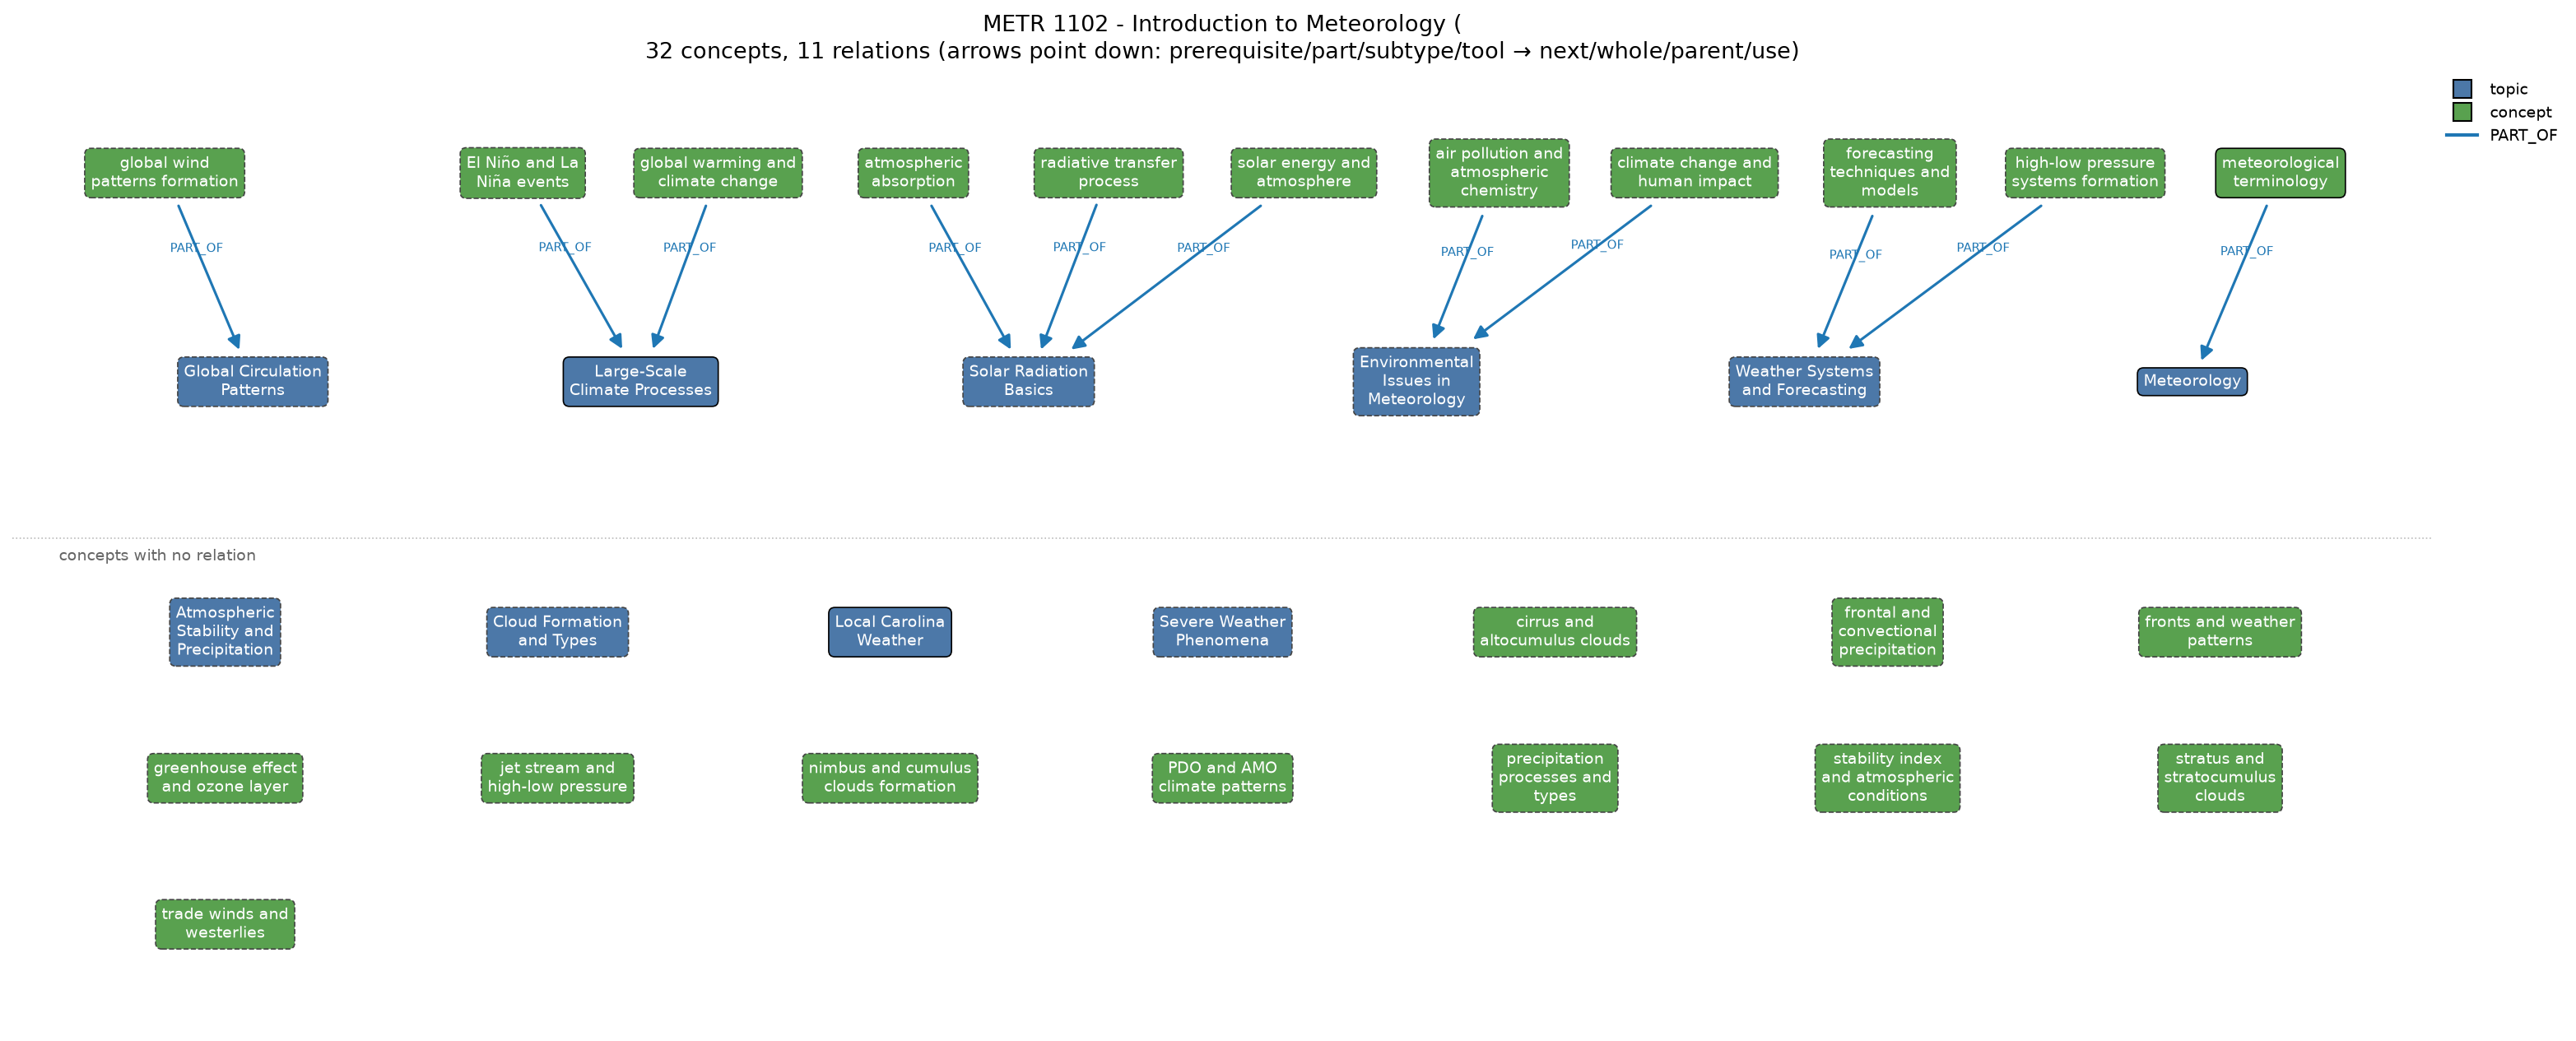 METR 1102 - Introduction to Meteorology (
32 concepts, 11 relations (arrows point down: prerequisite/part/subtype/tool → next/whole/parent/use)
topic
concept
PART_OF
global wind
patterns formation
El Niño and La
Niña events
global warming and
climate change
atmospheric
absorption
radiative transfer
process
solar energy and
atmosphere
air pollution and
atmospheric
chemistry
climate change and
human impact
forecasting
techniques and
models
high-low pressure
systems formation
meteorological
terminology
PART_OF
PART_OF
PART_OF
PART_OF
PART_OF
PART_OF
PART_OF
PART_OF
PART_OF
PART_OF
PART_OF
Global Circulation
Patterns
Large-Scale
Climate Processes
Solar Radiation
Basics
Environmental
Issues in
Meteorology
Weather Systems
and Forecasting
Meteorology
concepts with no relation
Atmospheric
Stability and
Precipitation
Cloud Formation
and Types
Local Carolina
Weather
Severe Weather
Phenomena
cirrus and
altocumulus clouds
frontal and
convectional
precipitation
fronts and weather
patterns
greenhouse effect
and ozone layer
jet stream and
high-low pressure
nimbus and cumulus
clouds formation
PDO and AMO
climate patterns
precipitation
processes and
types
stability index
and atmospheric
conditions
stratus and
stratocumulus
clouds
trade winds and
westerlies